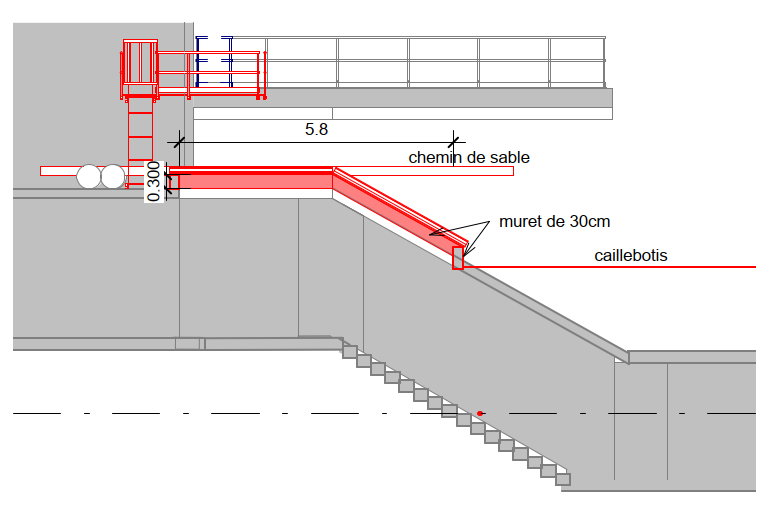 5.8
chemin de sable
0.300
muret de 30cm
caillebotis